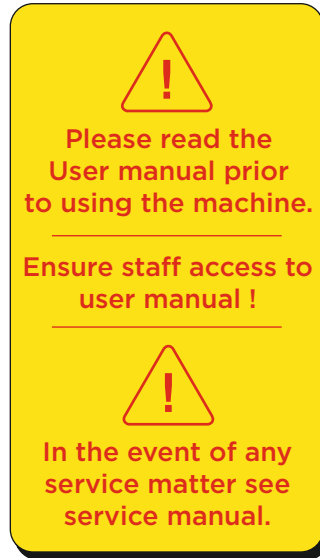 !
Please read the
User manual prior
to using the machine.
Ensure staff access to
user manual !
!
In the event of any
service matter see
service manual.